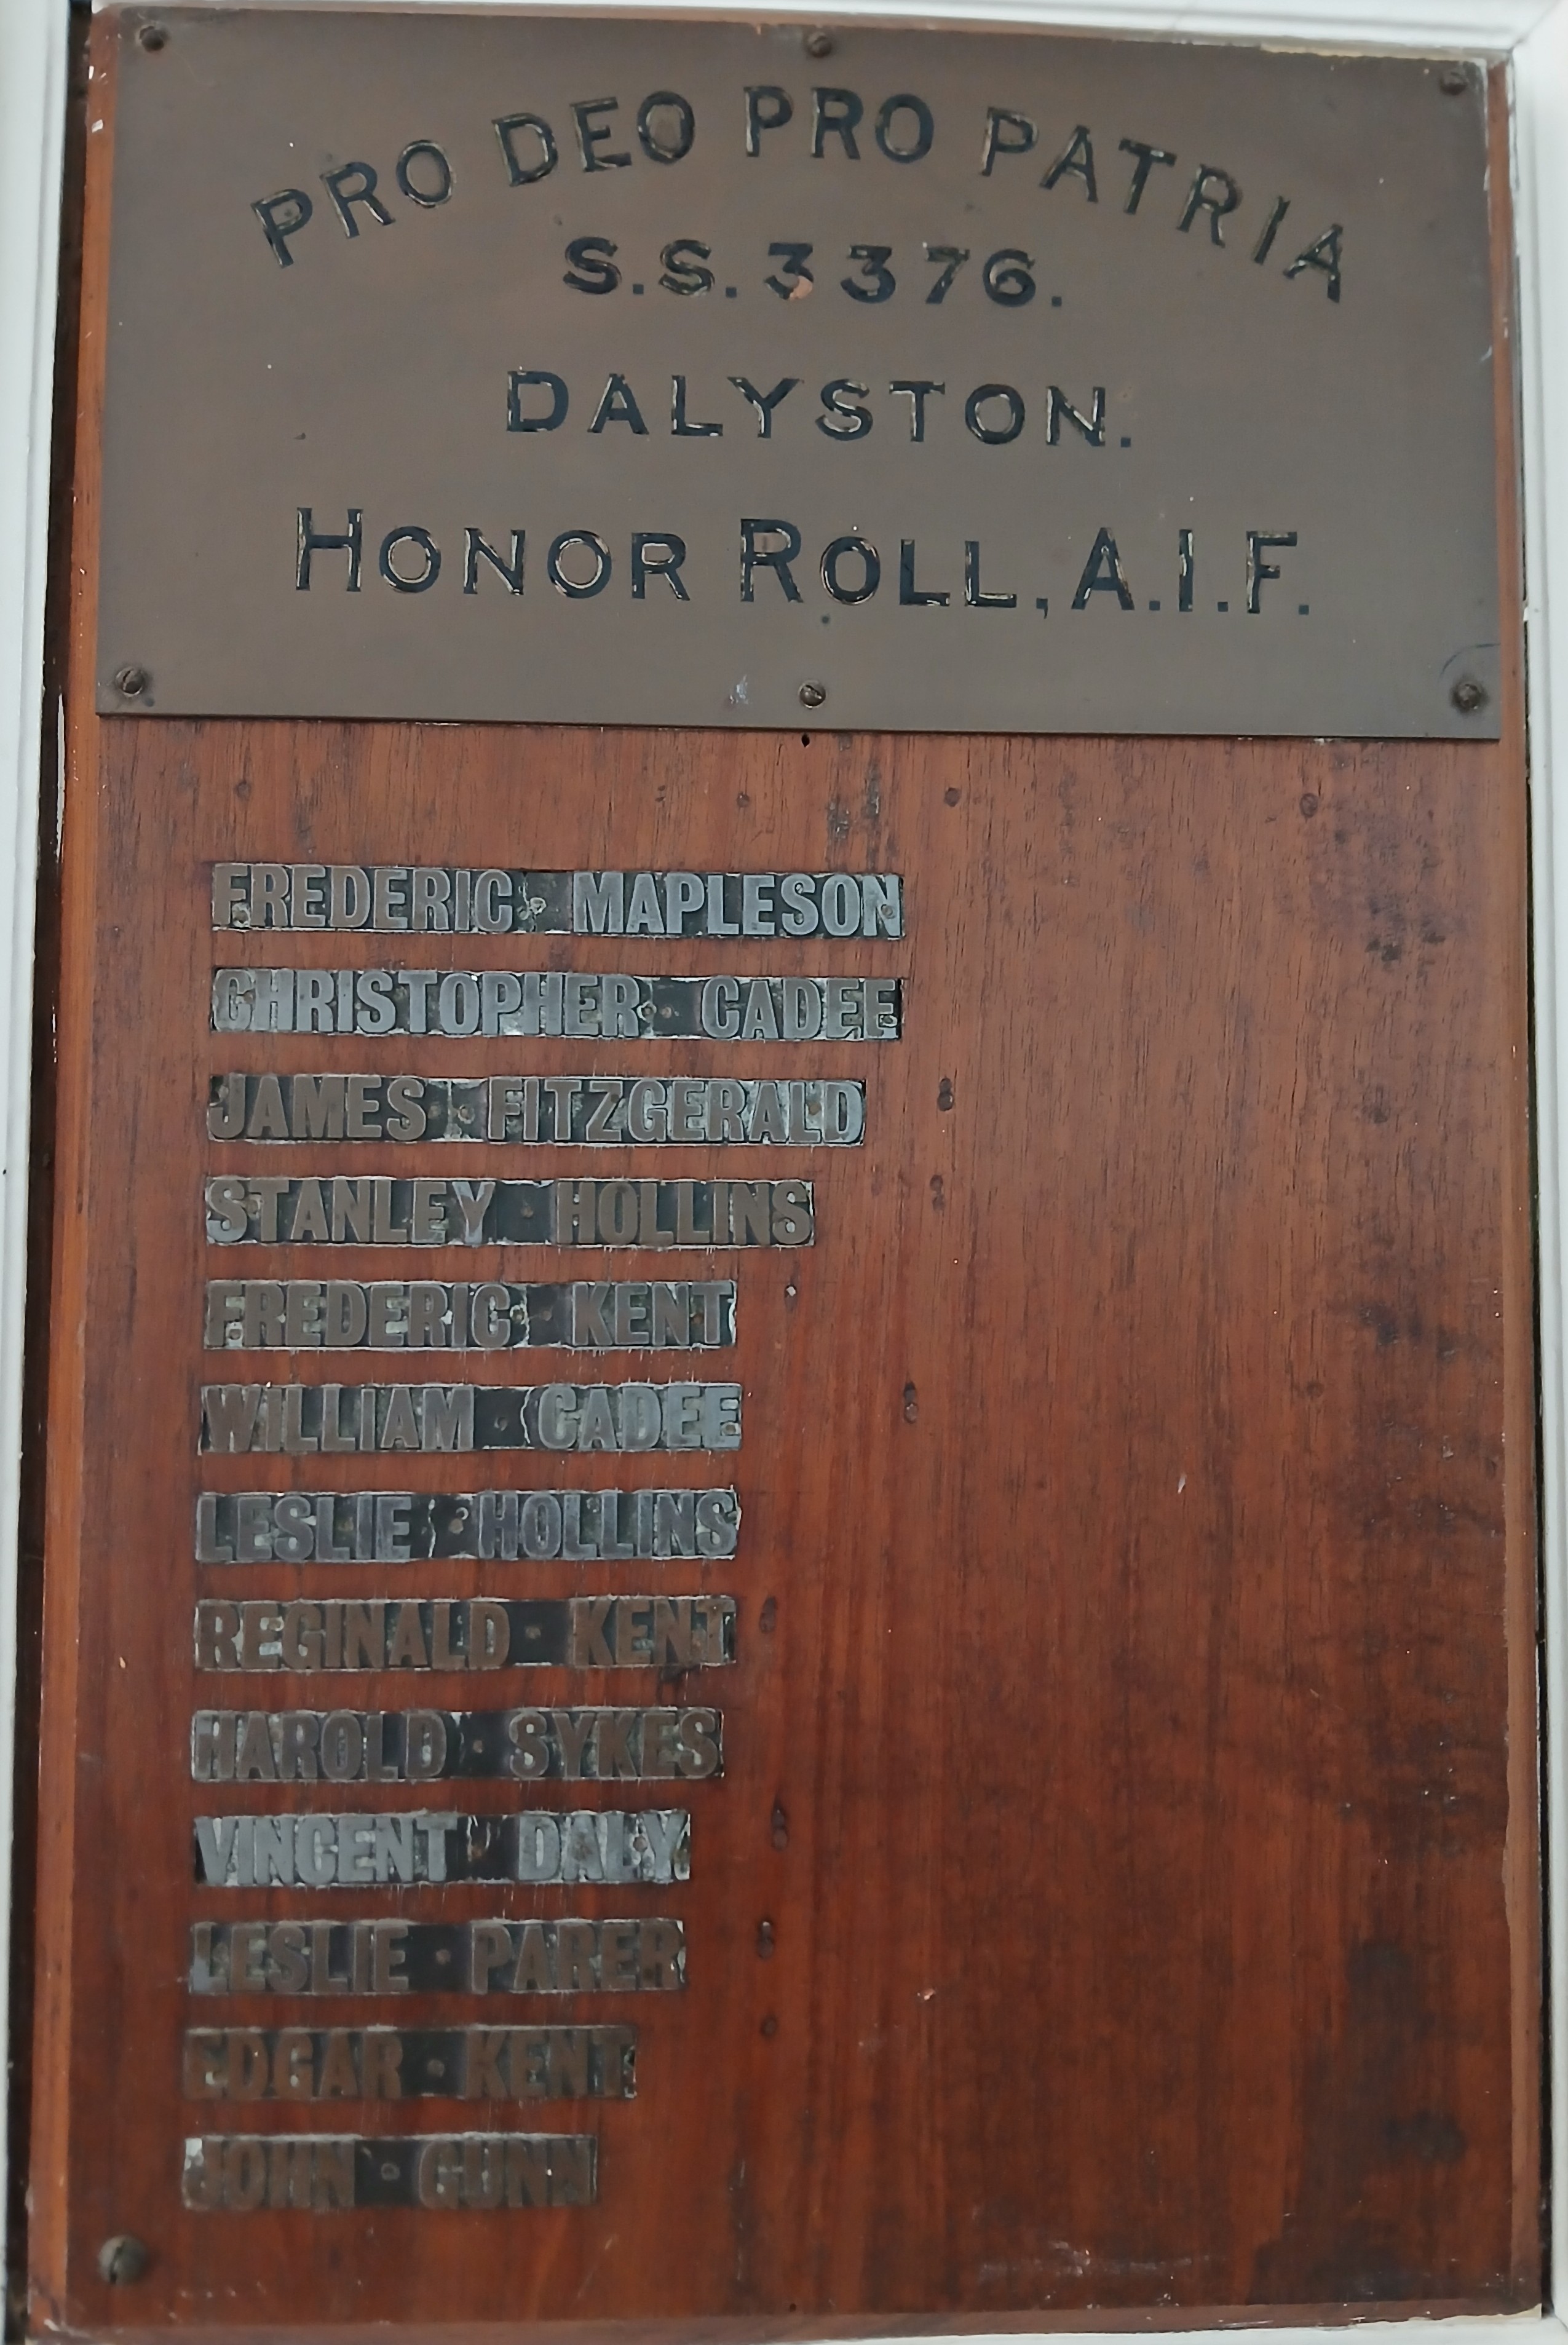 PRO DEO PRO PATRIA
S.S. 3376.
DALYSTON.
HONOR ROLL, A.I.F.
FREDERIC MAPLESON
CHRISTOPHER CADEE
JAMES FITZGERALD
STANLEY HOLLINS
FREDERIC KENT
WILLIAM CADEE
LESLIE HOLLINS
REGINALD KENT
HAROLD SYKES
VINCENT DALY
LESLIE PARER
EDGAR KENT
JOHN GUNN